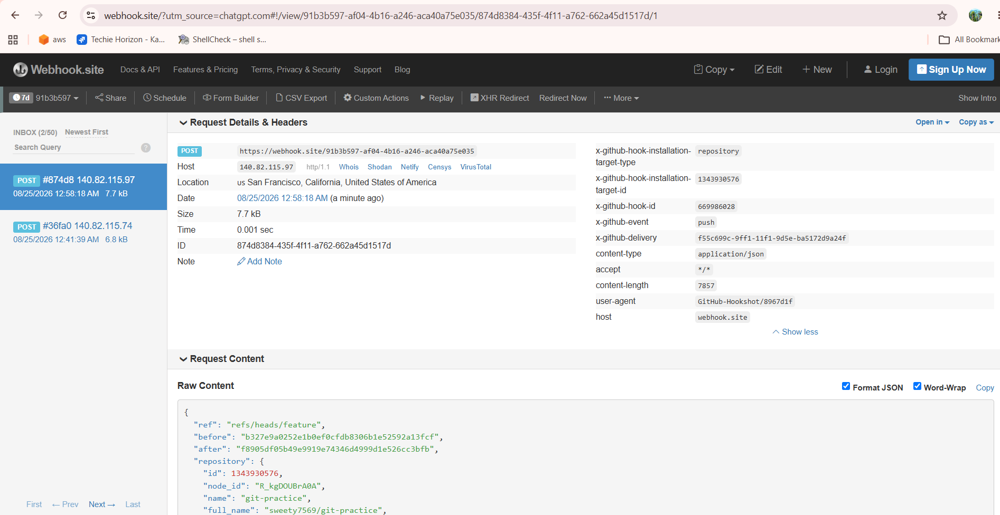 webhook.site/?utm_source=chatgpt.com#!/view/91b3b597-af04-4b16-a246-aca40a75e035/874d8384-435f-4f11-a762-662a45d1517d/1
aws Techie Horizon - Ka... ShellCheck – shell s... All Bookmark
Webhook.site Docs & API Features & Pricing Terms, Privacy & Security Support Blog Copy Edit + New Login Sign Up Now
7d 91b3b597 Share Schedule Form Builder CSV Export Custom Actions Replay XHR Redirect Redirect Now ... More Show Intro
INBOX (2/50) Newest First
Search Query ?
POST #874d8 140.82.115.97
08/25/2026 12:58:18 AM 7.7 kB
POST #36fa0 140.82.115.74
08/25/2026 12:41:39 AM 6.8 kB
First ← Prev Next → Last
Request Details & Headers Open in Copy as
POST https://webhook.site/91b3b597-af04-4b16-a246-aca40a75e035
Host 140.82.115.97 http/1.1 Whois Shodan Netify Censys VirusTotal
Location us San Francisco, California, United States of America
Date 08/25/2026 12:58:18 AM (a minute ago)
Size 7.7 kB
Time 0.001 sec
ID 874d8384-435f-4f11-a762-662a45d1517d
Note Add Note
x-github-hook-installation-
target-type repository
x-github-hook-installation-
target-id 1343930576
x-github-hook-id 669986028
x-github-event push
x-github-delivery f55c699c-9ff1-11f1-9d5e-ba5172d9a24f
content-type application/json
accept */*
content-length 7857
user-agent GitHub-Hookshot/8967d1f
host webhook.site
Show less
Request Content
Raw Content Format JSON Word-Wrap Copy
{
"ref": "refs/heads/feature",
"before": "b327e9a0252e1b0ef0cfdb8306b1e52592a13fcf",
"after": "f8905df05b49e9919e74346d4999d1e526cc3bfb",
"repository": {
"id": 1343930576,
"node_id": "R_kgDOUBrA0A",
"name": "git-practice",
"full_name": "sweety7569/git-practice",